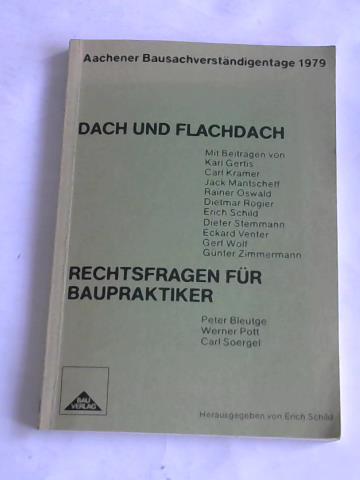 Aachener Bausachverständigentage 1979
DACH UND FLACHDACH
Mit Beiträgen von
Karl Gertis
Carl Kramer
Jack Mantscheff
Rainer Oswald
Dietmar Rogier
Erich Schild
Dieter Stemmann
Eckard Venter
Gert Wolf
Günter Zimmermann
RECHTSFRAGEN FÜR
BAUPRAKTIKER
Peter Bleutge
Werner Pott
Carl Soergel
BAU
VERLAG
Herausgegeben von Erich Schild